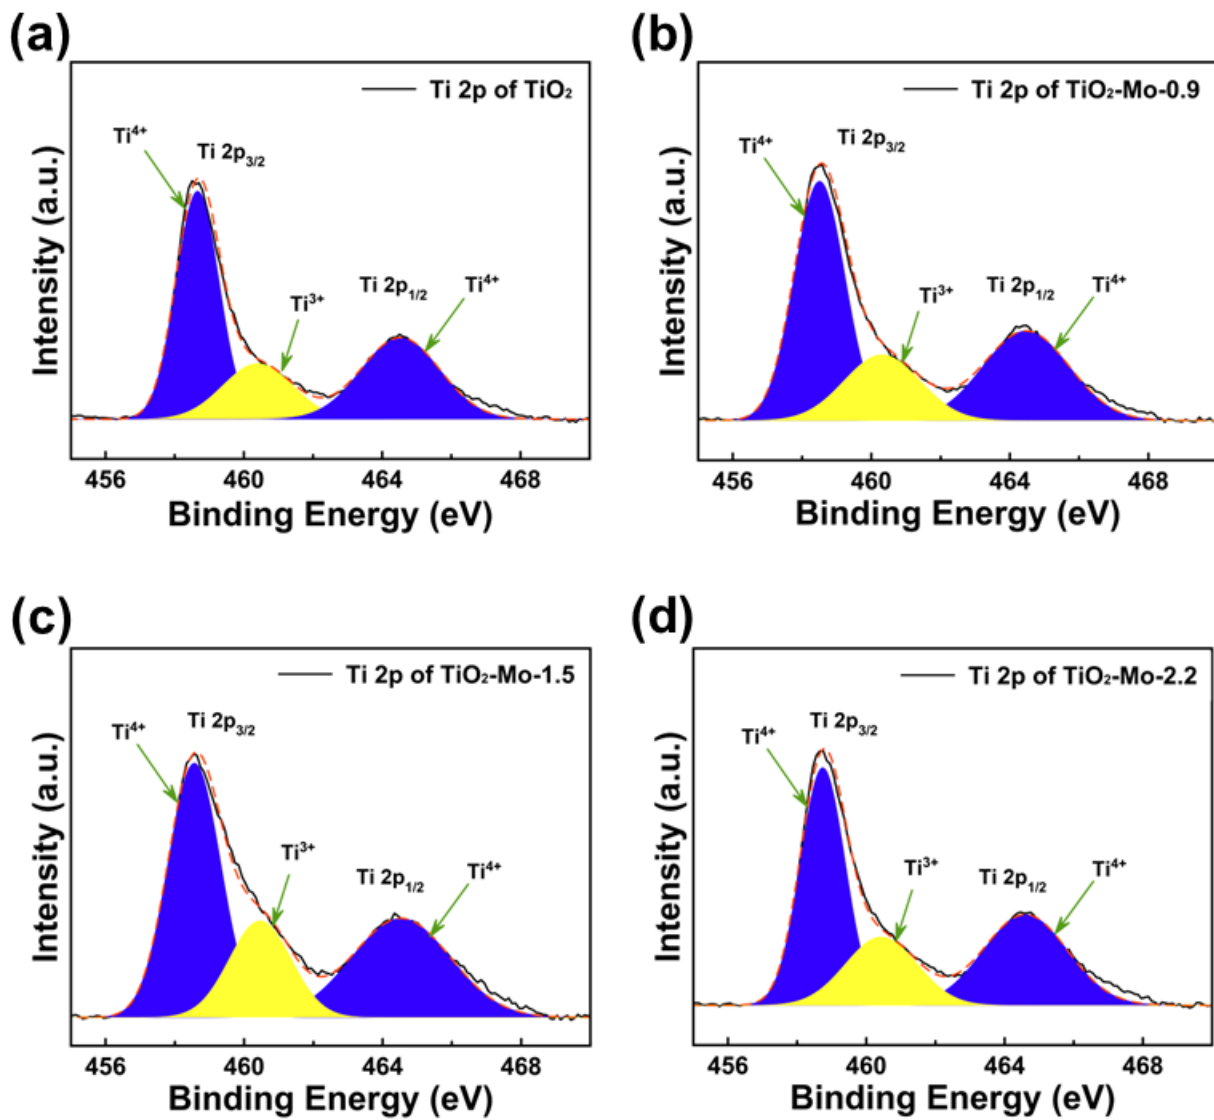 (a)
Ti 2p of TiO₂
Ti⁴⁺
Ti 2p₃/₂
Ti³⁺
Ti 2p₁/₂
Ti⁴⁺
Intensity (a.u.)
456 460 464 468
Binding Energy (eV)
(b)
Ti 2p of TiO₂-Mo-0.9
Ti⁴⁺
Ti 2p₃/₂
Ti³⁺
Ti 2p₁/₂
Ti⁴⁺
Intensity (a.u.)
456 460 464 468
Binding Energy (eV)
(c)
Ti 2p of TiO₂-Mo-1.5
Ti⁴⁺
Ti 2p₃/₂
Ti³⁺
Ti 2p₁/₂
Ti⁴⁺
Intensity (a.u.)
456 460 464 468
Binding Energy (eV)
(d)
Ti 2p of TiO₂-Mo-2.2
Ti⁴⁺
Ti 2p₃/₂
Ti³⁺
Ti 2p₁/₂
Ti⁴⁺
Intensity (a.u.)
456 460 464 468
Binding Energy (eV)